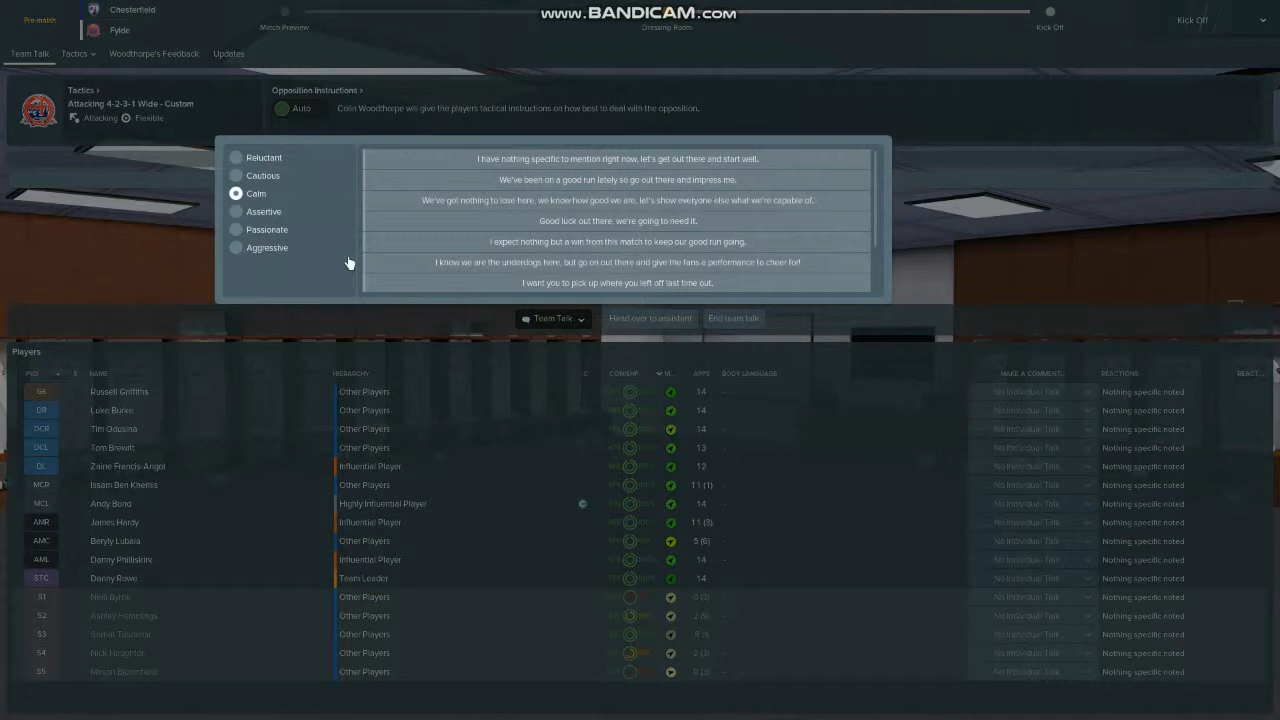 www.BANDICAM.com
Pre-match
Chesterfield
Fylde
Match Preview
Dressing Room
Kick Off
Kick Off
Team Talk
Tactics
Woodthorpe's Feedback
Updates
Tactics >
Attacking 4-2-3-1 Wide - Custom
Attacking
Flexible
Opposition Instructions >
Auto
Colin Woodthorpe will give the players tactical instructions on how best to deal with the opposition.
Reluctant
Cautious
Calm
Assertive
Passionate
Aggressive
I have nothing specific to mention right now, let's get out there and start well.
We've been on a good run lately so go out there and impress me.
We've got nothing to lose here, we know how good we are, let's show everyone else what we're capable of.
Good luck out there, we're going to need it.
I expect nothing but a win from this match to keep our good run going.
I know we are the underdogs here, but go on out there and give the fans a performance to cheer for!
I want you to pick up where you left off last time out.
Team Talk
Hand over to assistant
End team talk
Players
PKD NAME HIERARCHY C CON/SHP M... APPS BODY LANGUAGE MAKE A COMMENT... REACTIONS REACT...
GK Russell Griffiths Other Players 14 - No Individual Talk Nothing specific noted
DR Luke Burke Other Players 14 - No Individual Talk Nothing specific noted
DCR Tim Odusina Other Players 14 - No Individual Talk Nothing specific noted
DCL Tom Brewitt Other Players 13 - No Individual Talk Nothing specific noted
DL Zaine Francis-Angol Influential Player 12 - No Individual Talk Nothing specific noted
MCR Issam Ben Khemis Other Players 11 (1) - No Individual Talk Nothing specific noted
MCL Andy Bond Highly Influential Player 14 - No Individual Talk Nothing specific noted
AMR James Hardy Influential Player 11 (3) - No Individual Talk Nothing specific noted
AMC Beryly Lubala Other Players 5 (6) - No Individual Talk Nothing specific noted
AML Danny Philliskirk Influential Player 14 - No Individual Talk Nothing specific noted
STC Danny Rowe Team Leader 14 - No Individual Talk Nothing specific noted
S1 Neill Byrne Other Players 0 (3) - No Individual Talk Nothing specific noted
S2 Ashley Hemmings Other Players 2 (9) - No Individual Talk Nothing specific noted
S3 Serhat Tasdemir Other Players - No Individual Talk Nothing specific noted
S4 Nick Haughton Other Players 2 (3) - No Individual Talk Nothing specific noted
S5 Mason Bloomfield Other Players 0 (3) - No Individual Talk Nothing specific noted